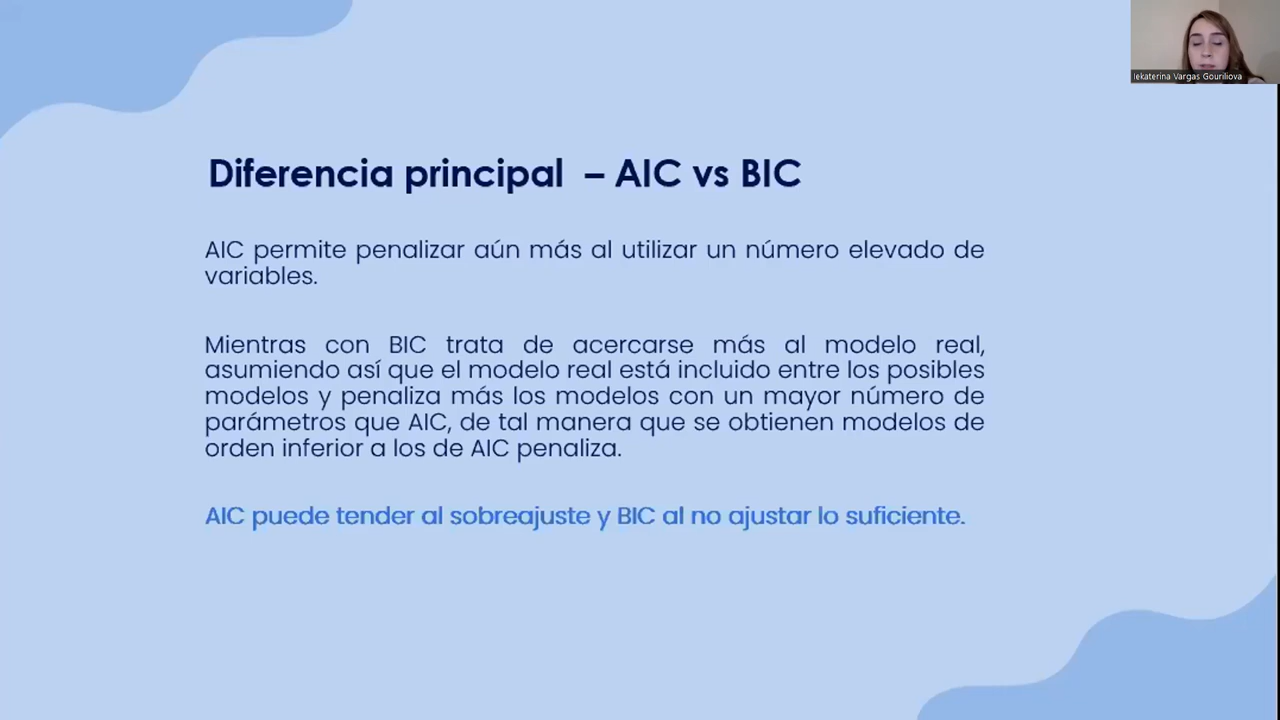 Iekaterina Vargas Gouriliova
Diferencia principal – AIC vs BIC
AIC permite penalizar aún más al utilizar un número elevado de
variables.
Mientras con BIC trata de acercarse más al modelo real,
asumiendo así que el modelo real está incluido entre los posibles
modelos y penaliza más los modelos con un mayor número de
parámetros que AIC, de tal manera que se obtienen modelos de
orden inferior a los de AIC penaliza.
AIC puede tender al sobreajuste y BIC al no ajustar lo suficiente.